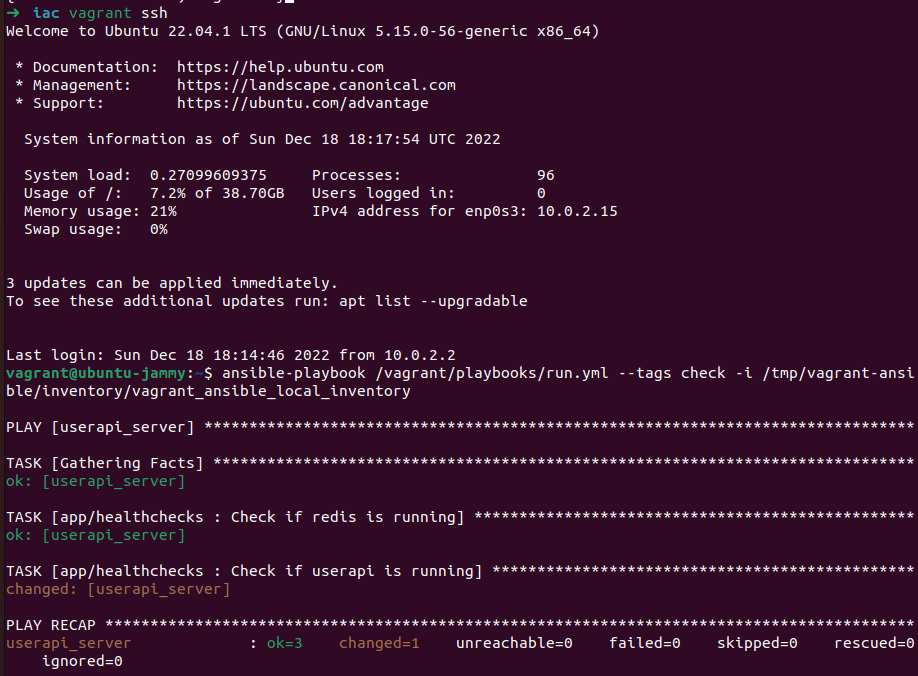 → iac vagrant ssh
Welcome to Ubuntu 22.04.1 LTS (GNU/Linux 5.15.0-56-generic x86_64)
* Documentation: https://help.ubuntu.com
* Management: https://landscape.canonical.com
* Support: https://ubuntu.com/advantage
System information as of Sun Dec 18 18:17:54 UTC 2022
System load: 0.27099609375 Processes: 96
Usage of /: 7.2% of 38.70GB Users logged in: 0
Memory usage: 21% IPv4 address for enp0s3: 10.0.2.15
Swap usage: 0%
3 updates can be applied immediately.
To see these additional updates run: apt list --upgradable
Last login: Sun Dec 18 18:14:46 2022 from 10.0.2.2
vagrant@ubuntu-jammy:~$ ansible-playbook /vagrant/playbooks/run.yml --tags check -i /tmp/vagrant-ansi
ble/inventory/vagrant_ansible_local_inventory
PLAY [userapi_server] *******************************************************************************
TASK [Gathering Facts] ******************************************************************************
ok: [userapi_server]
TASK [app/healthchecks : Check if redis is running] *************************************************
ok: [userapi_server]
TASK [app/healthchecks : Check if userapi is running] ***********************************************
changed: [userapi_server]
PLAY RECAP ******************************************************************************************
userapi_server : ok=3 changed=1 unreachable=0 failed=0 skipped=0 rescued=0
ignored=0